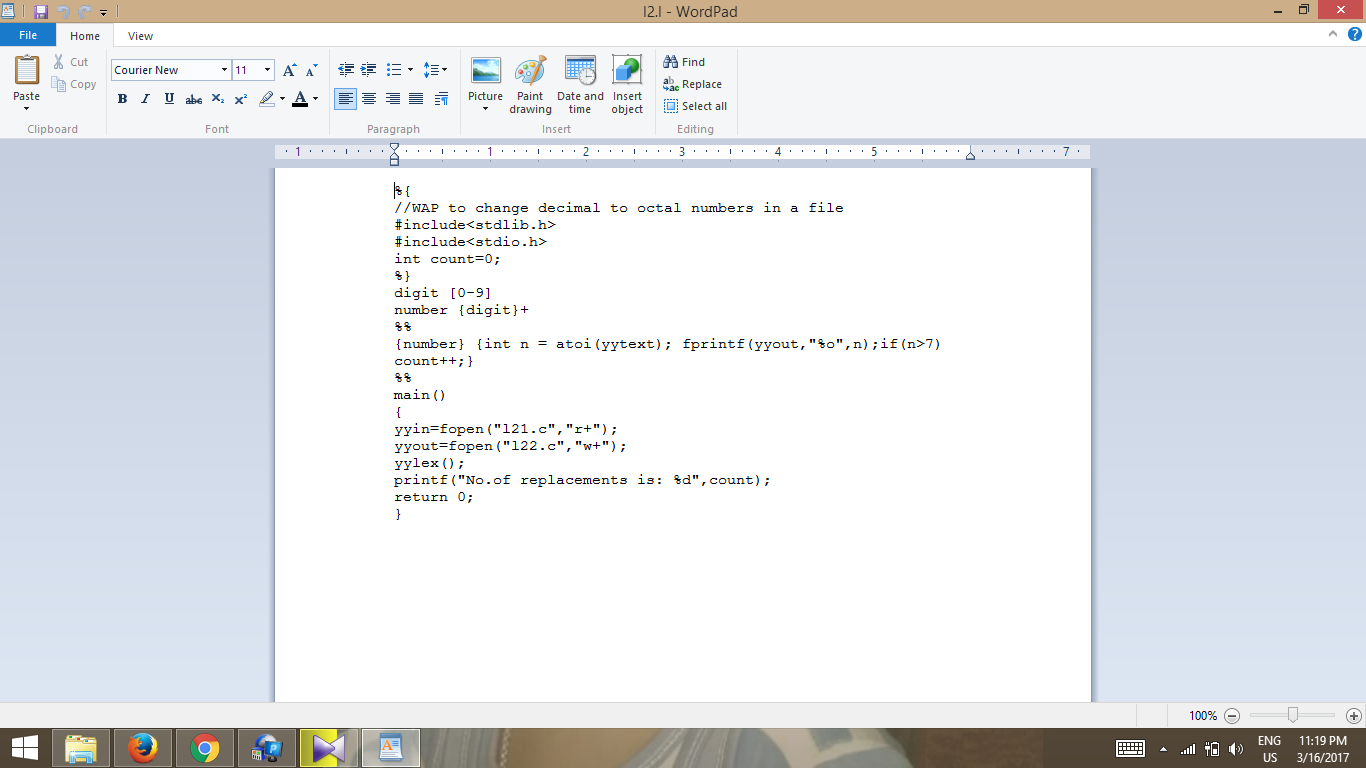 l2.l - WordPad
File Home View
Paste
Cut
Copy
Clipboard
Courier New 11
Font
Paragraph
Picture
Paint drawing
Date and time
Insert object
Insert
Find
Replace
Select all
Editing
1 1 2 3 4 5 7
%{
//WAP to change decimal to octal numbers in a file
#include<stdlib.h>
#include<stdio.h>
int count=0;
%}
digit [0-9]
number {digit}+
%%
{number} {int n = atoi(yytext); fprintf(yyout,"%o",n);if(n>7)
count++;}
%%
main()
{
yyin=fopen("l21.c","r+");
yyout=fopen("l22.c","w+");
yylex();
printf("No.of replacements is: %d",count);
return 0;
}
100%
ENG 11:19 PM
US 3/16/2017